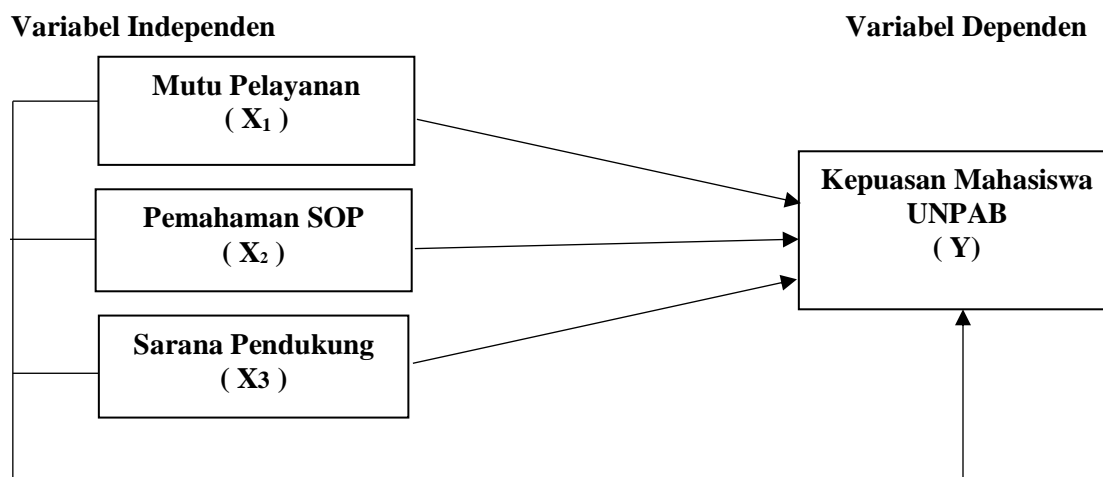 Variabel Independen
Variabel Dependen
Mutu Pelayanan
( X₁ )
Pemahaman SOP
( X₂ )
Sarana Pendukung
( X3 )
Kepuasan Mahasiswa
UNPAB
( Y)